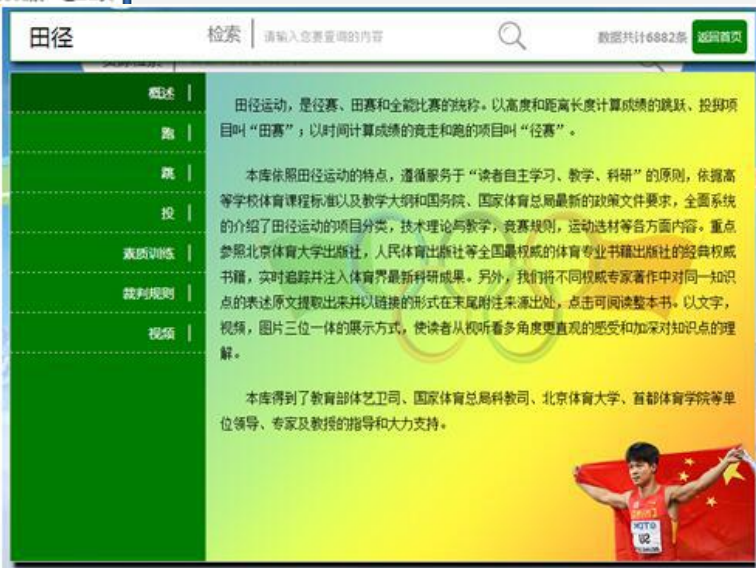 田径
检索
请输入您要查询的内容
数据共计6882条
返回首页
概述
跑
跳
投
素质训练
裁判规则
视频
田径运动，是径赛、田赛和全能比赛的统称。以高度和距离长度计算成绩的跳跃、投掷项
目叫“田赛”；以时间计算成绩的竞走和跑的项目叫“径赛”。
本库依照田径运动的特点，遵循服务于“读者自主学习、教学、科研”的原则，依据高
等学校体育课程标准以及教学大纲和国务院、国家体育总局最新的政策文件要求，全面系统
的介绍了田径运动的项目分类，技术理论与教学，竞赛规则，运动选材等各方面内容。重点
参照北京体育大学出版社，人民体育出版社等全国最权威的体育专业书籍出版社的经典权威
书籍，实时追踪并注入体育界最新科研成果。另外，我们将不同权威专家著作中对同一知识
点的表述原文提取出来并以链接的形式在末尾附注来源出处，点击可阅读整本书。以文字，
视频，图片三位一体的展示方式，使读者从视听看多角度更直观的感受和加深对知识点的理
解。
本库得到了教育部体艺卫司、国家体育总局科教司、北京体育大学、首都体育学院等单
位领导、专家及教授的指导和大力支持。